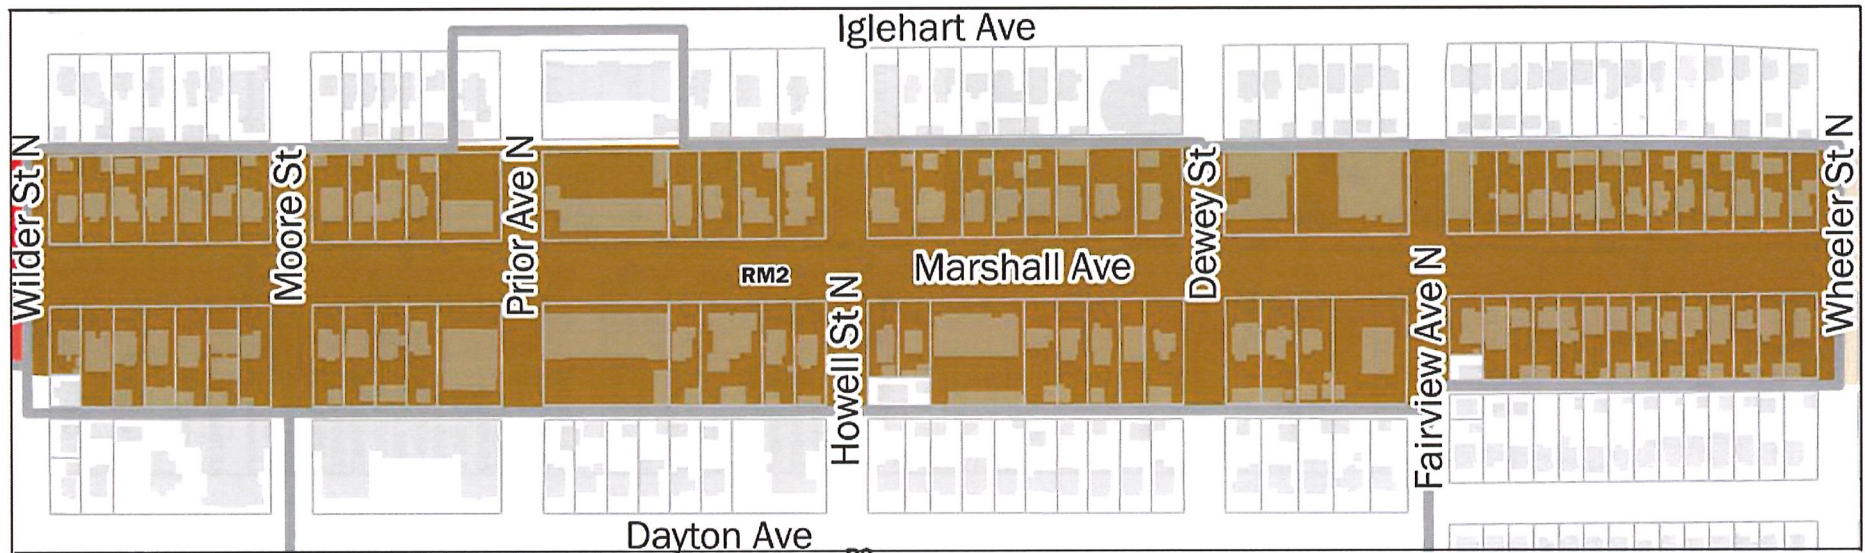 Iglehart Ave
Wilder St N
Moore St
Prior Ave N
RM2
Howell St N
Marshall Ave
Dewey St
Fairview Ave N
Wheeler St N
Dayton Ave